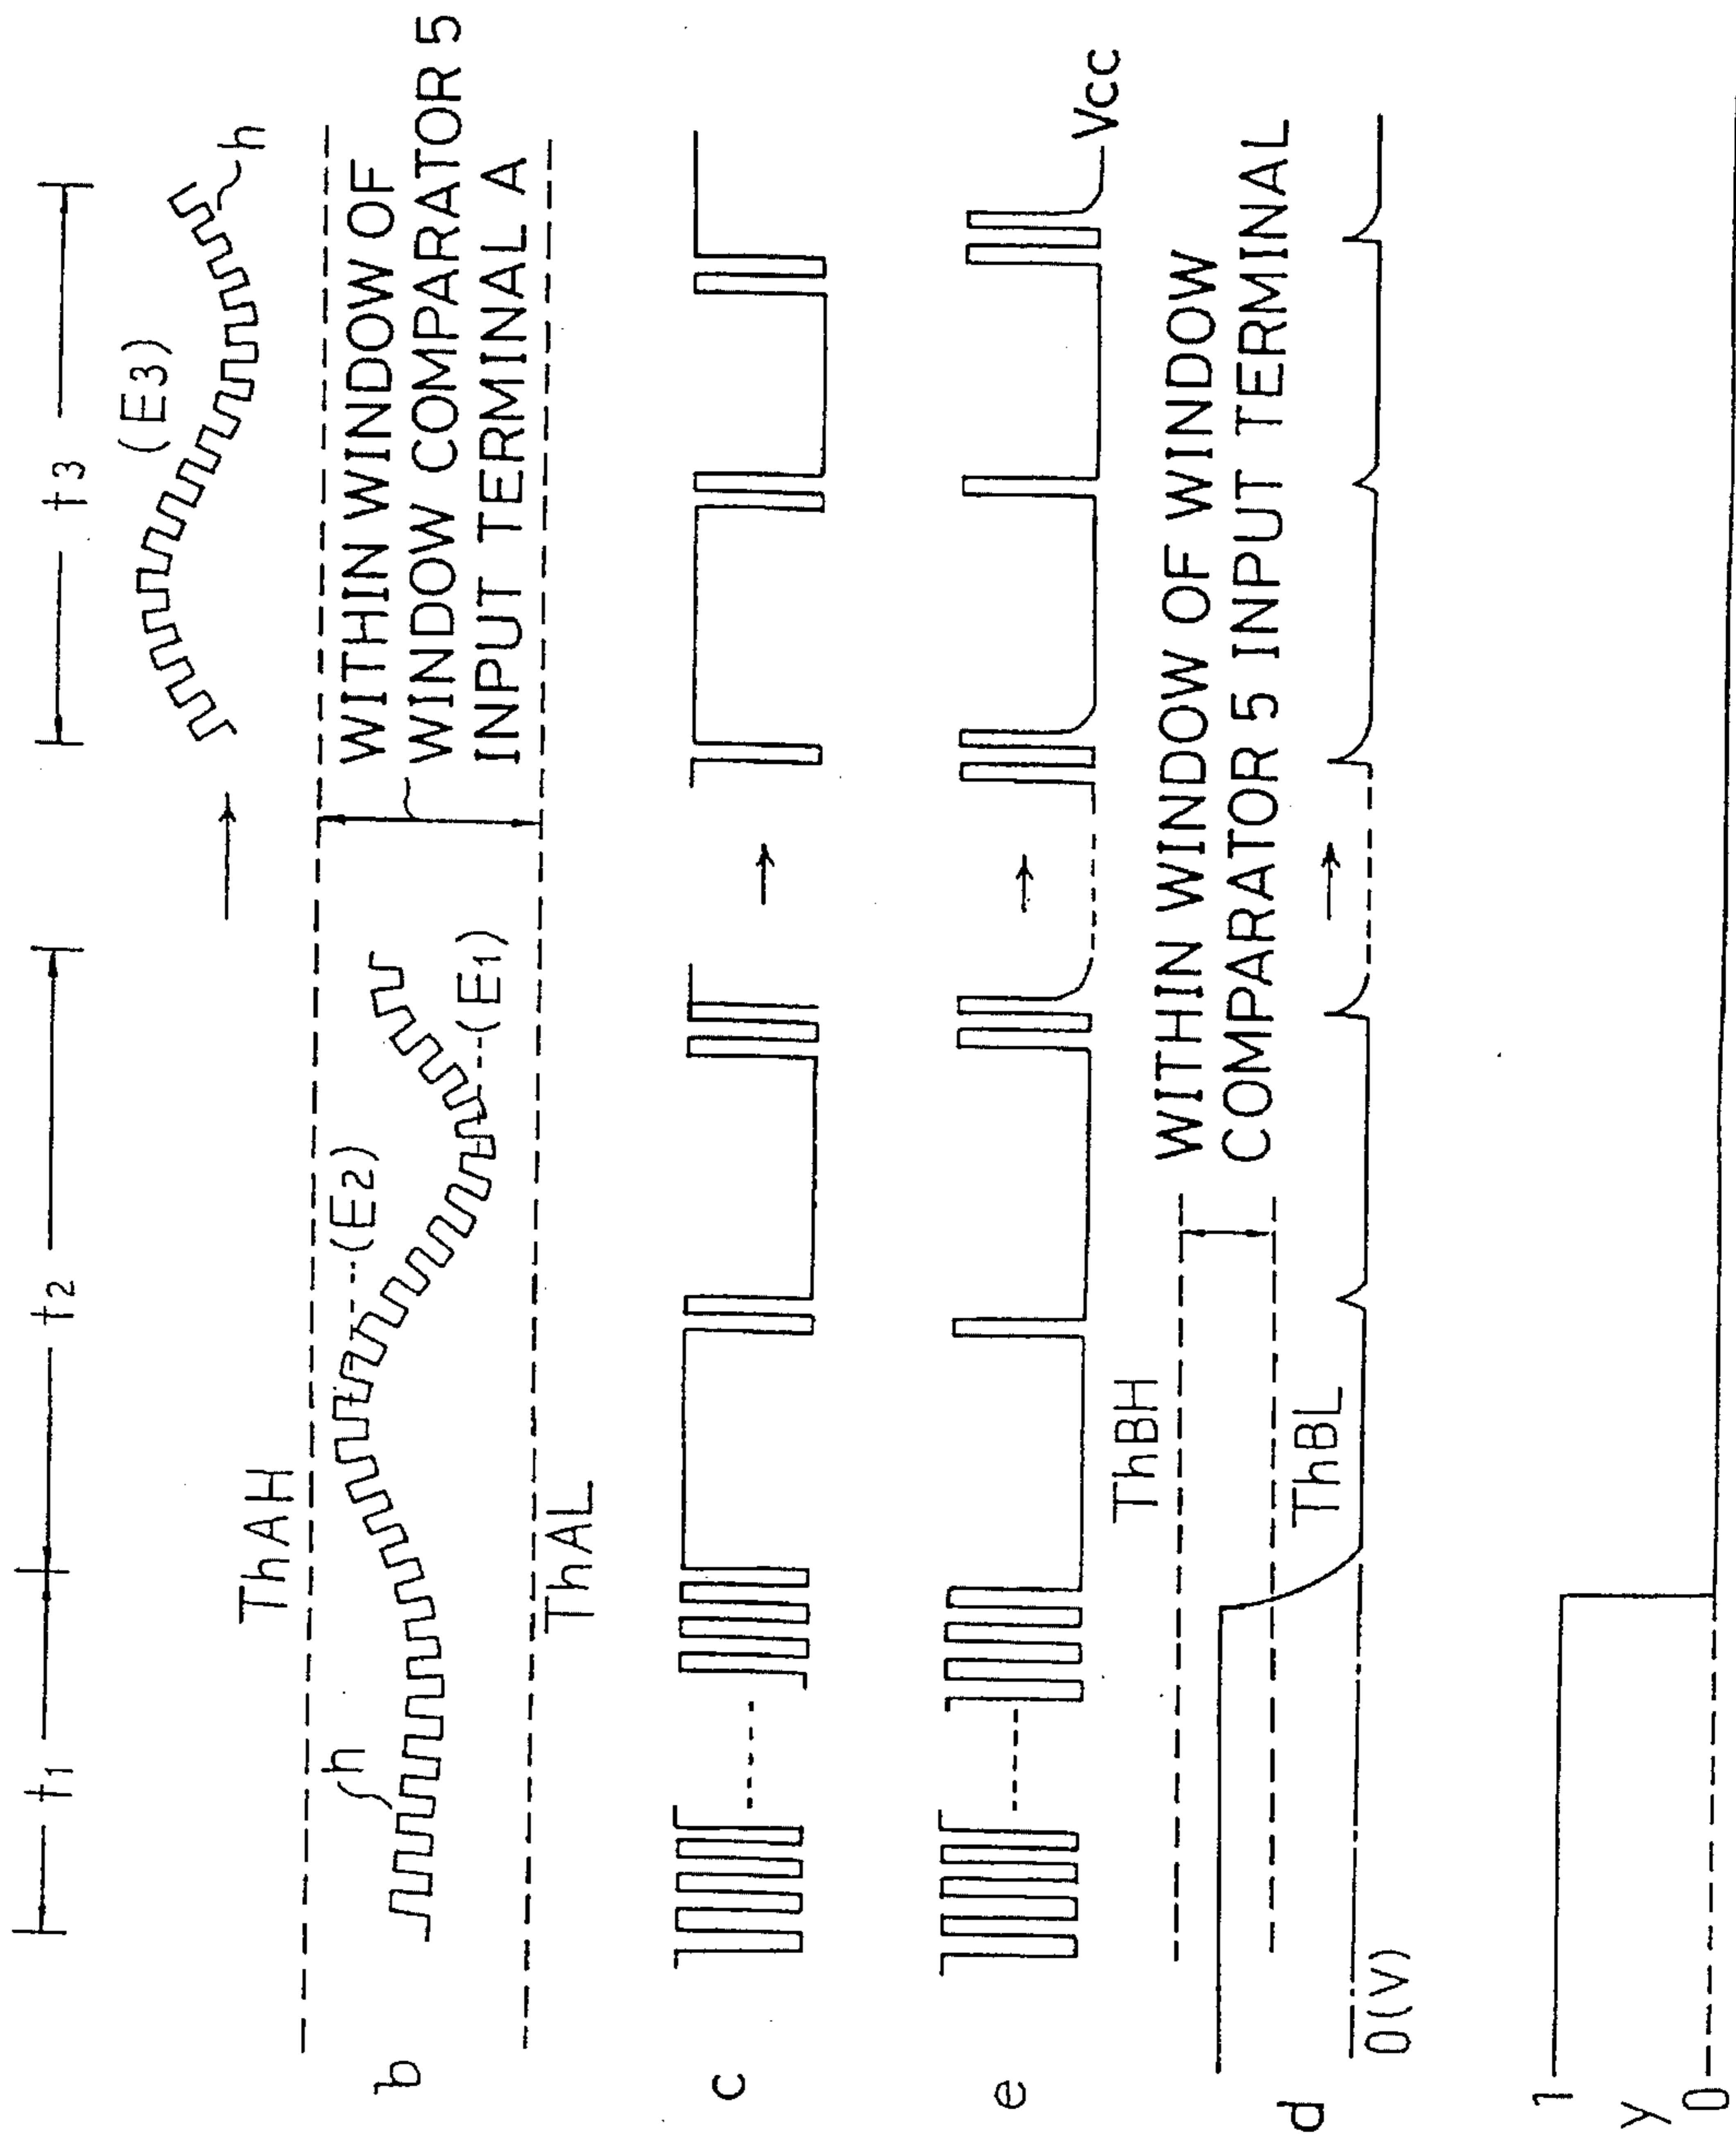 t1
t2
t3
(E3)
h
ThAH
h
(E2)
(E1)
ThAL
b
WITHIN WINDOW OF
WINDOW COMPARATOR 5
INPUT TERMINAL A
c
e
Vcc
ThBH
WITHIN WINDOW OF WINDOW
COMPARATOR 5 INPUT TERMINAL
ThBL
d
0(V)
1
y
0